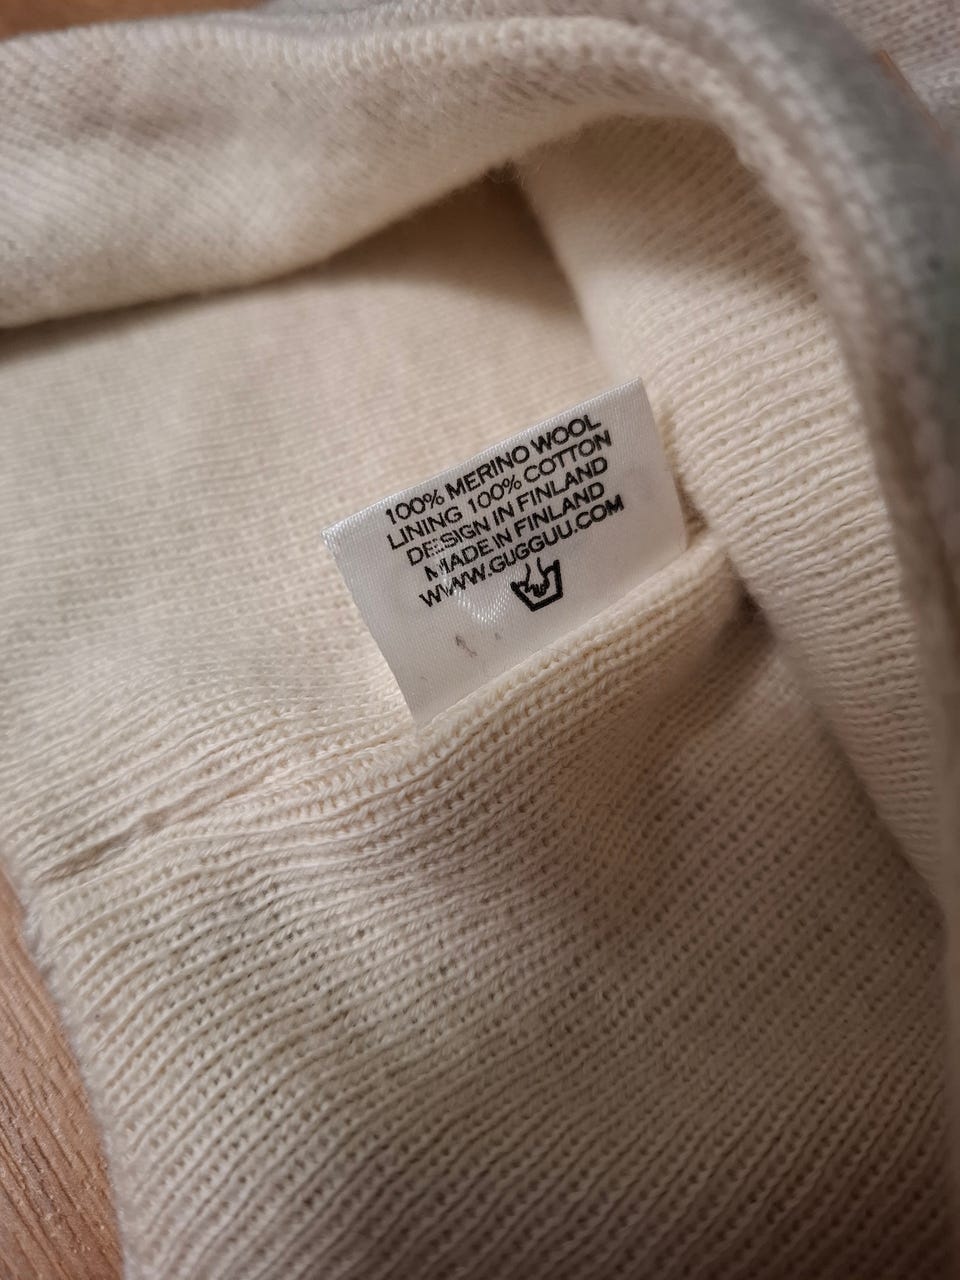 100% MERINO WOOL
LINING 100% COTTON
DESIGN IN FINLAND
MADE IN FINLAND
WWW.GUGGUU.COM